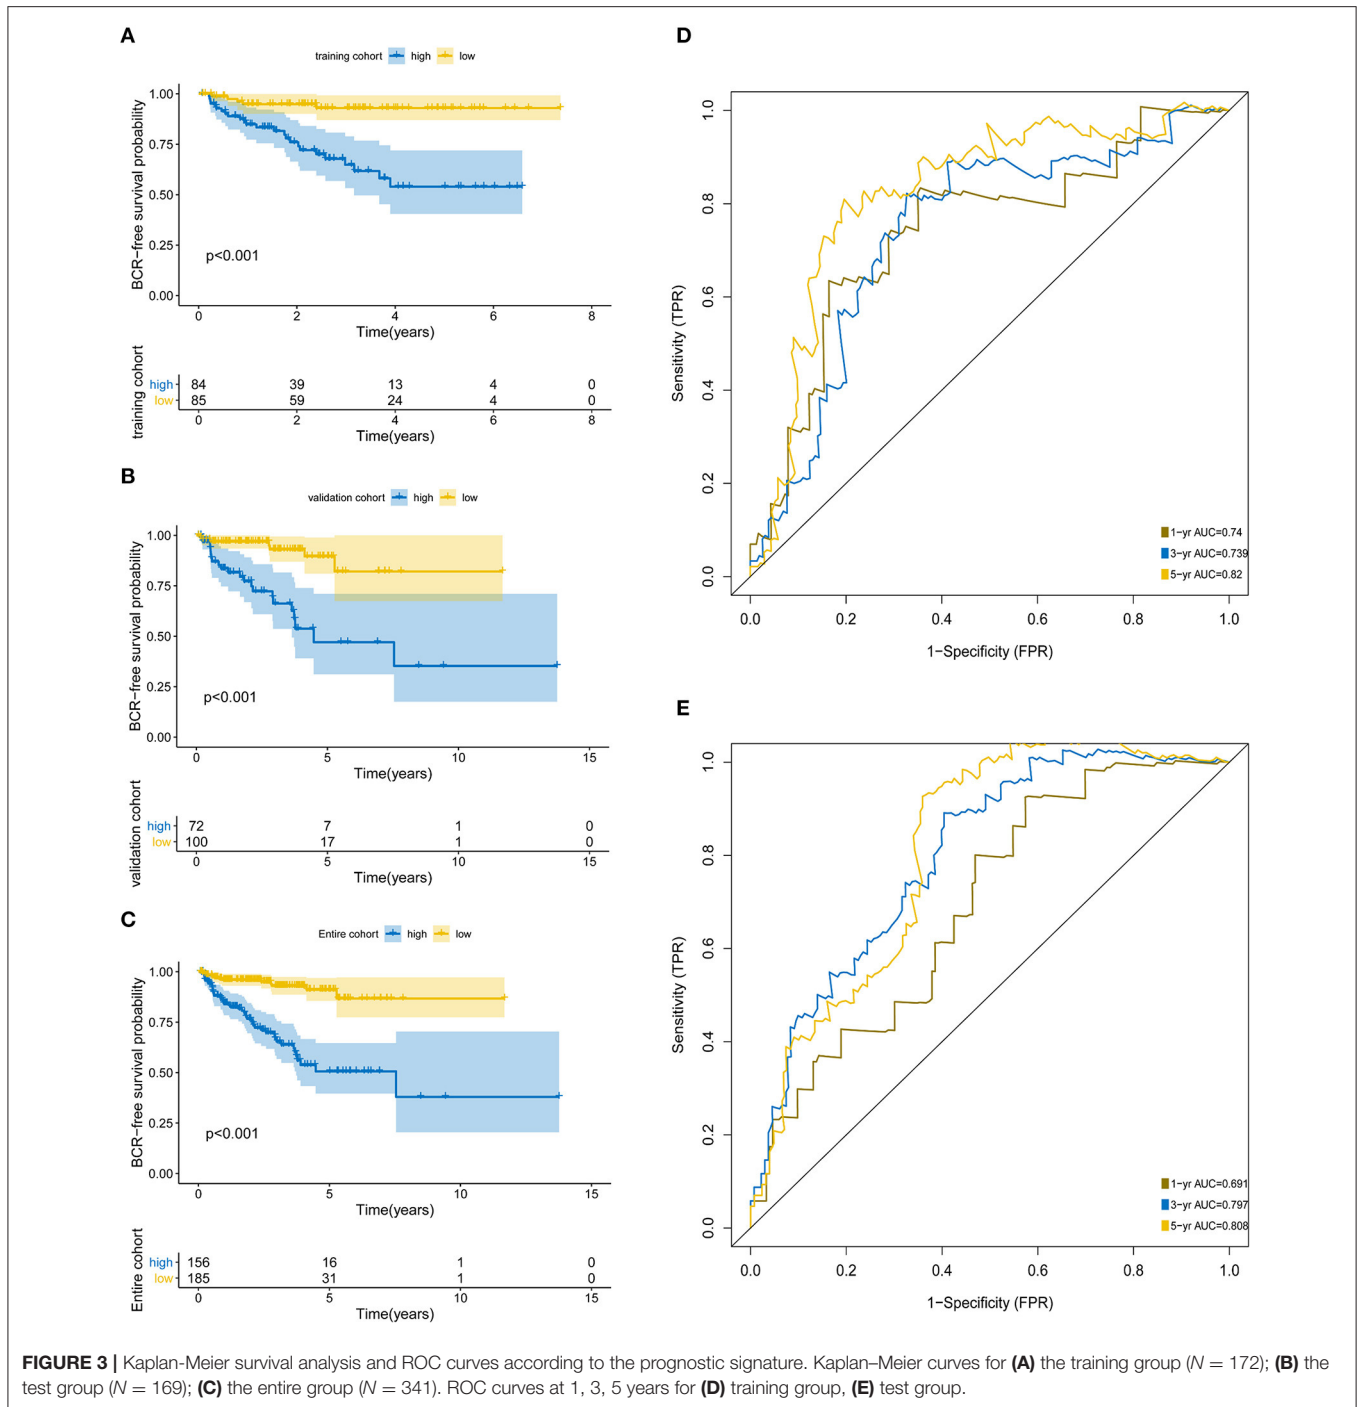 A
training cohort high low
BCR−free survival probability
1.00
0.75
0.50
0.25
0.00
p<0.001
0 2 4 6 8
Time(years)
training cohort
high 84 39 13 4 0
low 85 59 24 4 0
0 2 4 6 8
Time(years)
B
validation cohort high low
BCR−free survival probability
1.00
0.75
0.50
0.25
0.00
p<0.001
0 5 10 15
Time(years)
validation cohort
high 72 7 1 0
low 100 17 1 0
0 5 10 15
Time(years)
C
Entire cohort high low
BCR−free survival probability
1.00
0.75
0.50
0.25
0.00
p<0.001
0 5 10 15
Time(years)
Entire cohort
high 156 16 1 0
low 185 31 1 0
0 5 10 15
Time(years)
D
Sensitivity (TPR)
1.0
0.8
0.6
0.4
0.2
0.0
1−yr AUC=0.74
3−yr AUC=0.739
5−yr AUC=0.82
0.0 0.2 0.4 0.6 0.8 1.0
1−Specificity (FPR)
E
Sensitivity (TPR)
1.0
0.8
0.6
0.4
0.2
0.0
1−yr AUC=0.691
3−yr AUC=0.797
5−yr AUC=0.808
0.0 0.2 0.4 0.6 0.8 1.0
1−Specificity (FPR)
FIGURE 3 | Kaplan-Meier survival analysis and ROC curves according to the prognostic signature. Kaplan–Meier curves for (A) the training group (N = 172); (B) the
test group (N = 169); (C) the entire group (N = 341). ROC curves at 1, 3, 5 years for (D) training group, (E) test group.